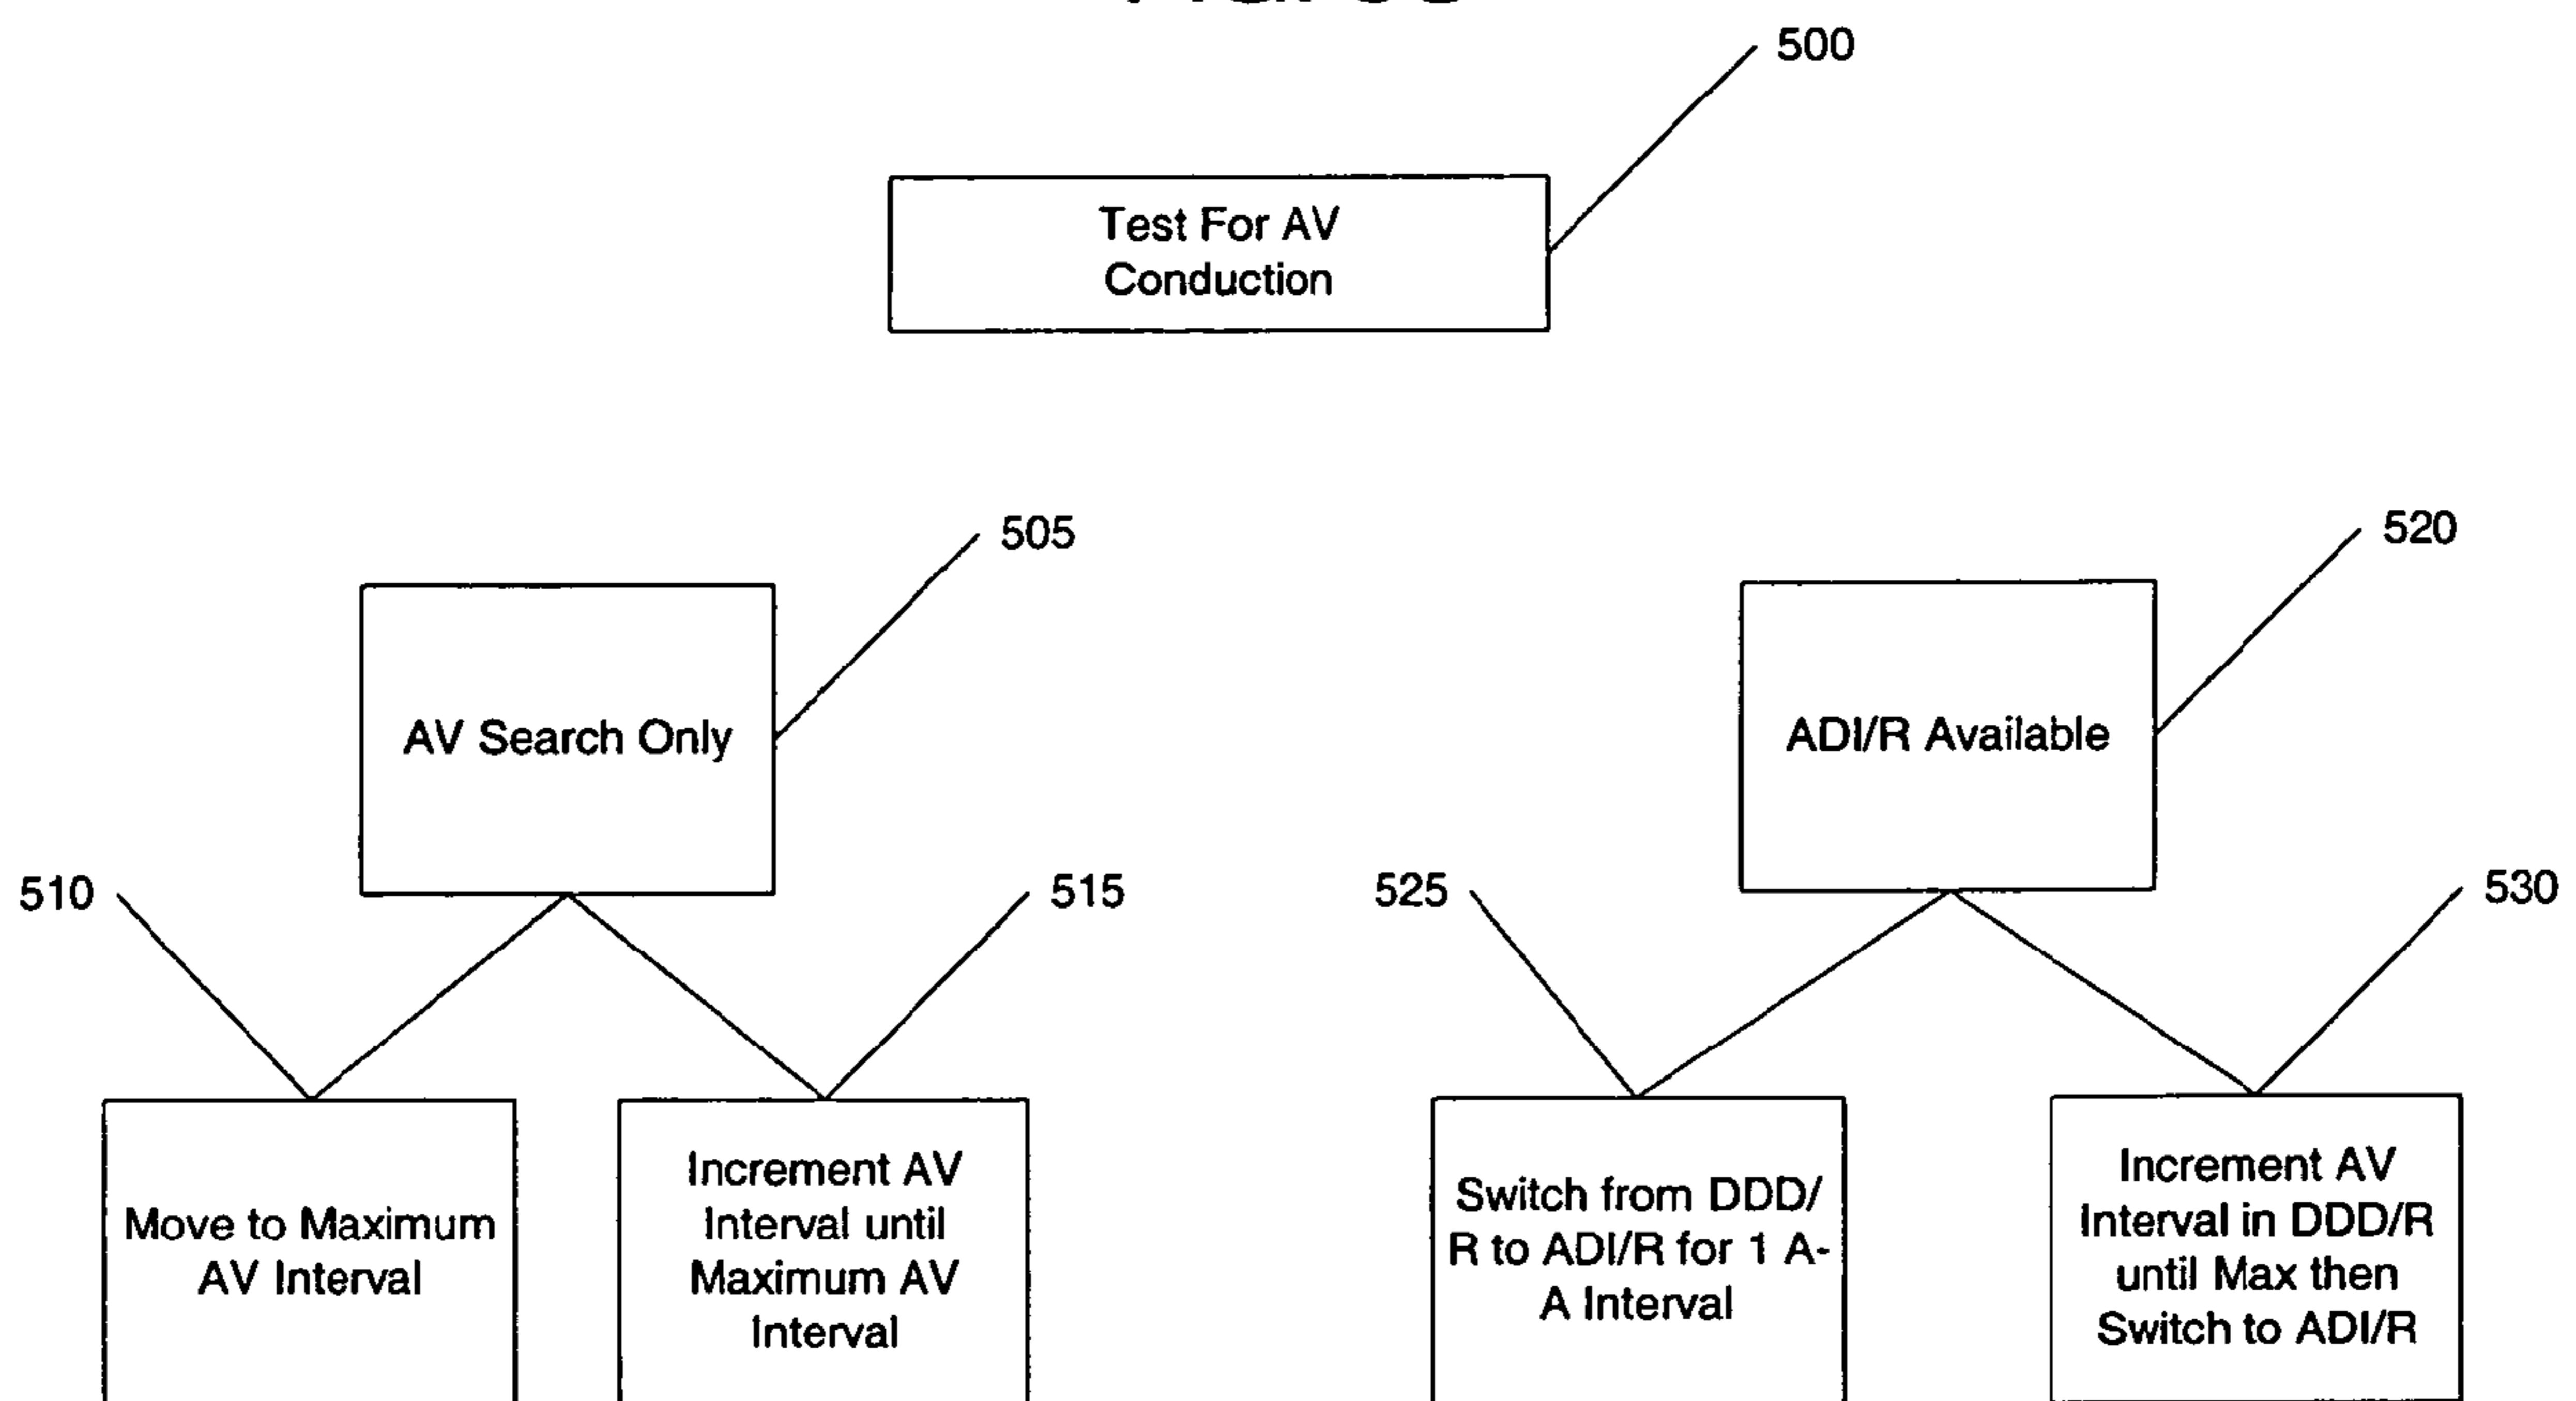 500
Test For AV
Conduction
505
520
AV Search Only
ADI/R Available
510
515
525
530
Move to Maximum
AV Interval
Increment AV
Interval until
Maximum AV
Interval
Switch from DDD/
R to ADI/R for 1 A-
A Interval
Increment AV
Interval in DDD/R
until Max then
Switch to ADI/R